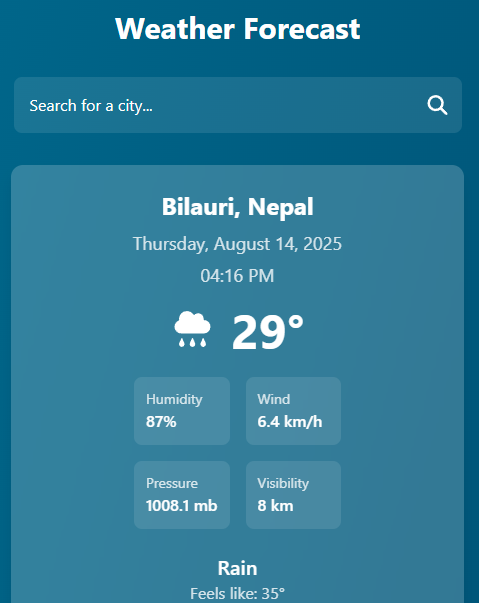 Weather Forecast
Search for a city...
Bilauri, Nepal
Thursday, August 14, 2025
04:16 PM
29°
Humidity
87%
Wind
6.4 km/h
Pressure
1008.1 mb
Visibility
8 km
Rain
Feels like: 35°